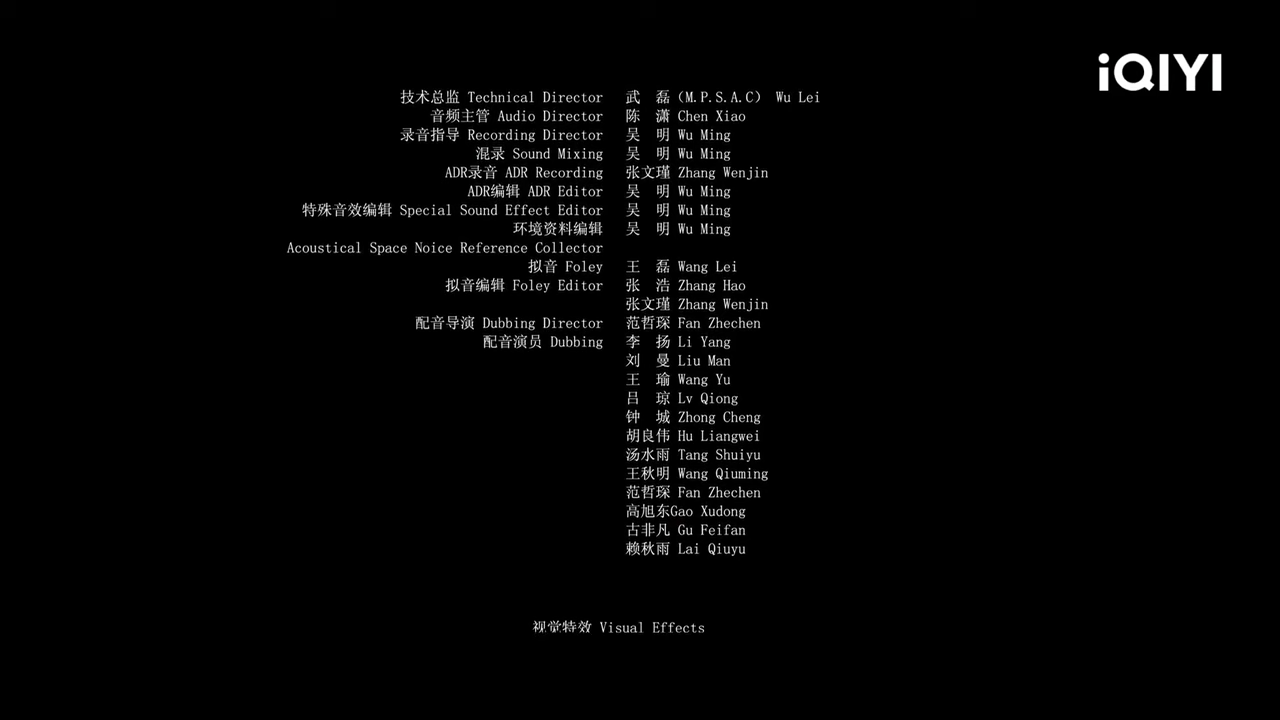 iQIYI
技术总监 Technical Director 武 磊（M.P.S.A.C） Wu Lei
音频主管 Audio Director 陈 潇 Chen Xiao
录音指导 Recording Director 吴 明 Wu Ming
混录 Sound Mixing 吴 明 Wu Ming
ADR录音 ADR Recording 张文瑾 Zhang Wenjin
ADR编辑 ADR Editor 吴 明 Wu Ming
特殊音效编辑 Special Sound Effect Editor 吴 明 Wu Ming
环境资料编辑 吴 明 Wu Ming
Acoustical Space Noice Reference Collector
拟音 Foley 王 磊 Wang Lei
拟音编辑 Foley Editor 张 浩 Zhang Hao
张文瑾 Zhang Wenjin
配音导演 Dubbing Director 范哲琛 Fan Zhechen
配音演员 Dubbing 李 扬 Li Yang
刘 曼 Liu Man
王 瑜 Wang Yu
吕 琼 Lv Qiong
钟 城 Zhong Cheng
胡良伟 Hu Liangwei
汤水雨 Tang Shuiyu
王秋明 Wang Qiuming
范哲琛 Fan Zhechen
高旭东Gao Xudong
古非凡 Gu Feifan
赖秋雨 Lai Qiuyu
视觉特效 Visual Effects